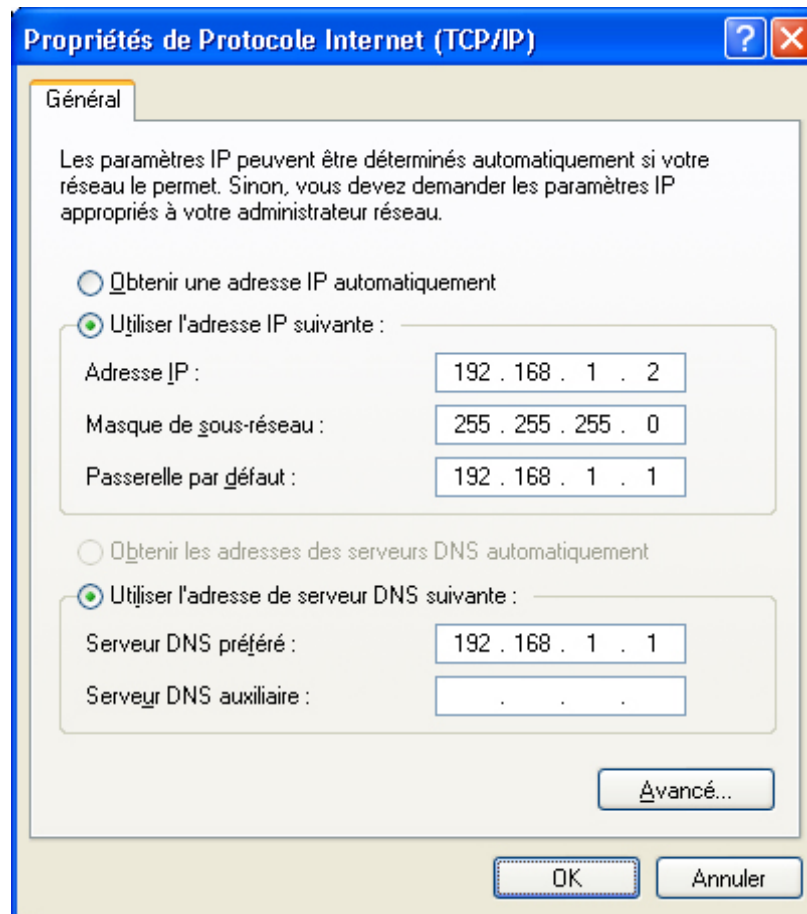 Propriétés de Protocole Internet (TCP/IP)
Général
Les paramètres IP peuvent être déterminés automatiquement si votre
réseau le permet. Sinon, vous devez demander les paramètres IP
appropriés à votre administrateur réseau.
Obtenir une adresse IP automatiquement
Utiliser l'adresse IP suivante :
Adresse IP : 192 . 168 . 1 . 2
Masque de sous-réseau : 255 . 255 . 255 . 0
Passerelle par défaut : 192 . 168 . 1 . 1
Obtenir les adresses des serveurs DNS automatiquement
Utiliser l'adresse de serveur DNS suivante :
Serveur DNS préféré : 192 . 168 . 1 . 1
Serveur DNS auxiliaire : . . .
Avancé...
OK Annuler